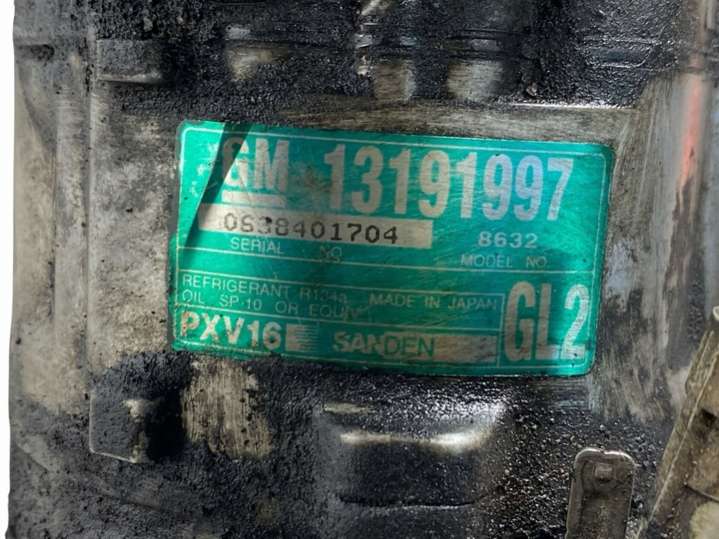 GM 13191997
0638401704 8632
SERIAL NO MODEL NO.
REFRIGERANT R134a MADE IN JAPAN
OIL SP-10 OR EQUIV
PXV16 SANDEN GL2